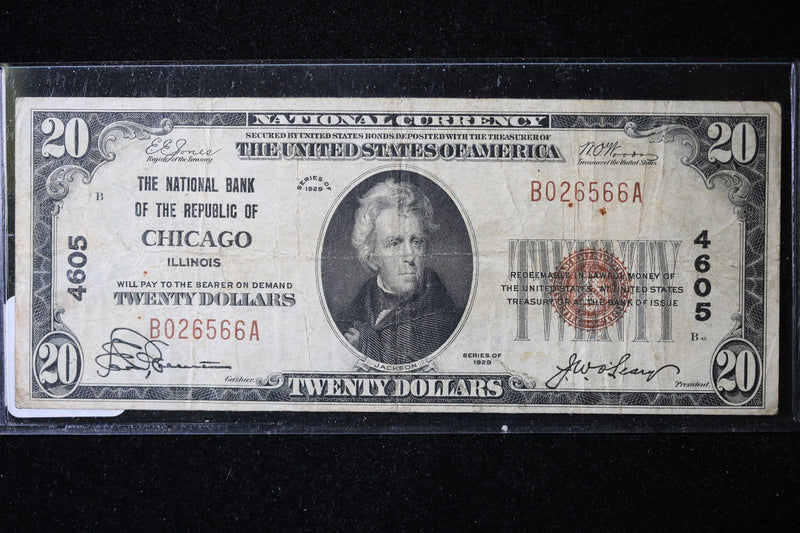 NATIONAL CURRENCY
SECURED BY UNITED STATES BONDS DEPOSITED WITH THE TREASURER OF
THE UNITED STATES OF AMERICA
20
20
E.E. Jones
Register of the Treasury.
W.O. Woods
Treasurer of the United States.
B
THE NATIONAL BANK
OF THE REPUBLIC OF
CHICAGO
ILLINOIS
SERIES OF
1929
B026566A
4605
4605
WILL PAY TO THE BEARER ON DEMAND
TWENTY DOLLARS
B026566A
TWENTY
REDEEMABLE IN LAWFUL MONEY OF
THE UNITED STATES, AT UNITED STATES
TREASURY OR AT THE BANK OF ISSUE
B
JACKSON
SERIES OF
1929
Cashier.
J.W. O'Leary
President.
20
TWENTY DOLLARS
20